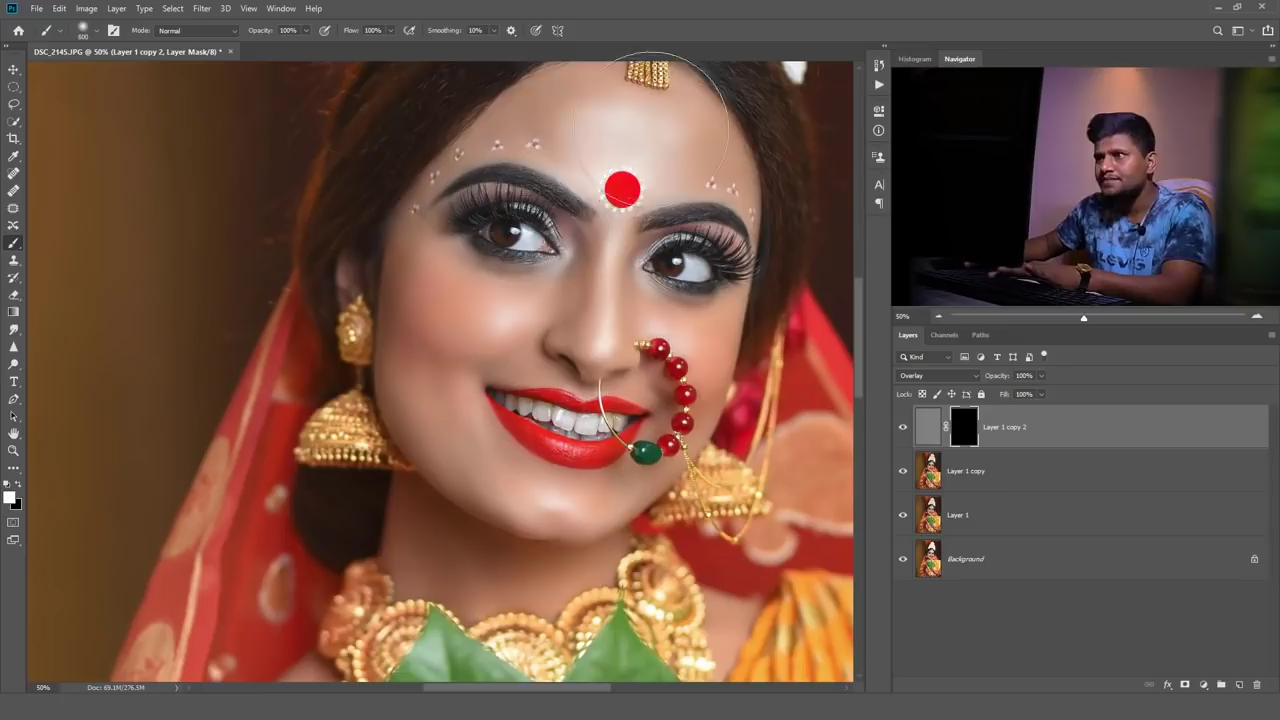 Ps File Edit Image Layer Type Select Filter 3D View Window Help
600 Mode: Normal Opacity: 100% Flow: 100% Smoothing: 10%
DSC_2145.JPG @ 50% (Layer 1 copy 2, Layer Mask/8) * ×
Histogram Navigator
50%
Layers Channels Paths
Kind
Overlay Opacity: 100%
Lock: Fill: 100%
Layer 1 copy 2
Layer 1 copy
Layer 1
Background
50% Doc: 69.1M/276.5M
fx